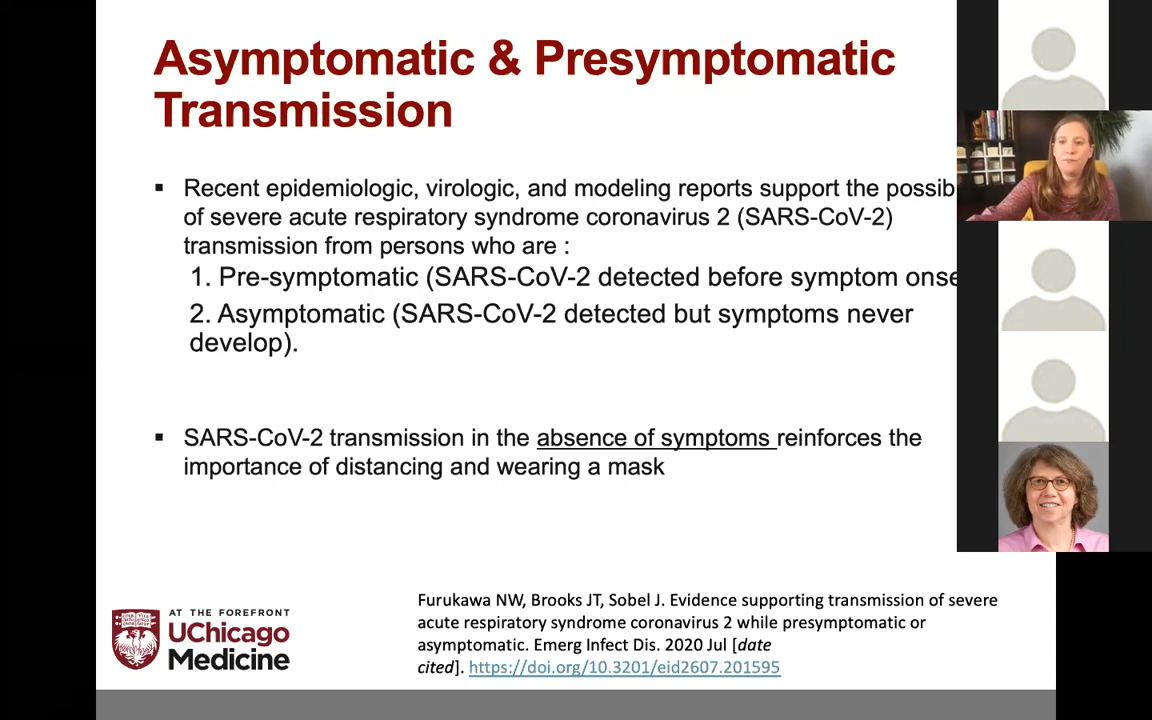 Asymptomatic & Presymptomatic
Transmission
▪ Recent epidemiologic, virologic, and modeling reports support the possib
of severe acute respiratory syndrome coronavirus 2 (SARS-CoV-2)
transmission from persons who are :
1. Pre-symptomatic (SARS-CoV-2 detected before symptom onse
2. Asymptomatic (SARS-CoV-2 detected but symptoms never
develop).
▪ SARS-CoV-2 transmission in the absence of symptoms reinforces the
importance of distancing and wearing a mask
AT THE FOREFRONT
UChicago
Medicine
Furukawa NW, Brooks JT, Sobel J. Evidence supporting transmission of severe
acute respiratory syndrome coronavirus 2 while presymptomatic or
asymptomatic. Emerg Infect Dis. 2020 Jul [date
cited]. https://doi.org/10.3201/eid2607.201595